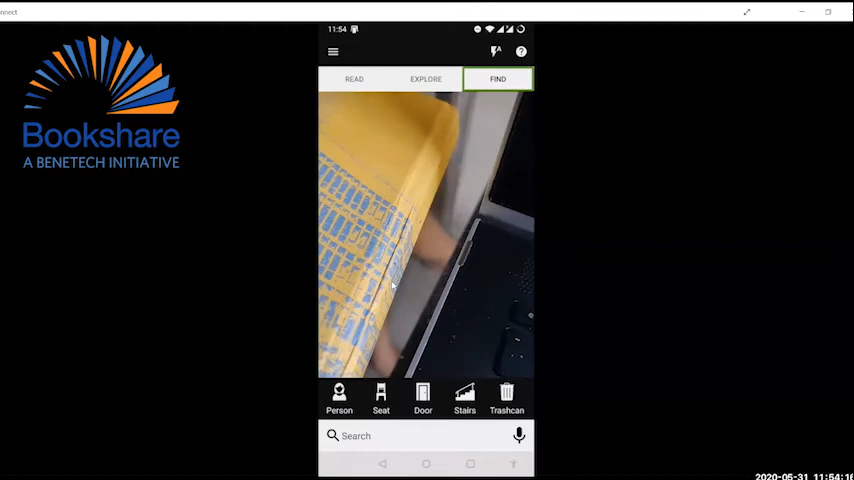 nnect
Bookshare
A BENETECH INITIATIVE
11:54
READ EXPLORE FIND
Person Seat Door Stairs Trashcan
Search
2020-05-31 11:54:16